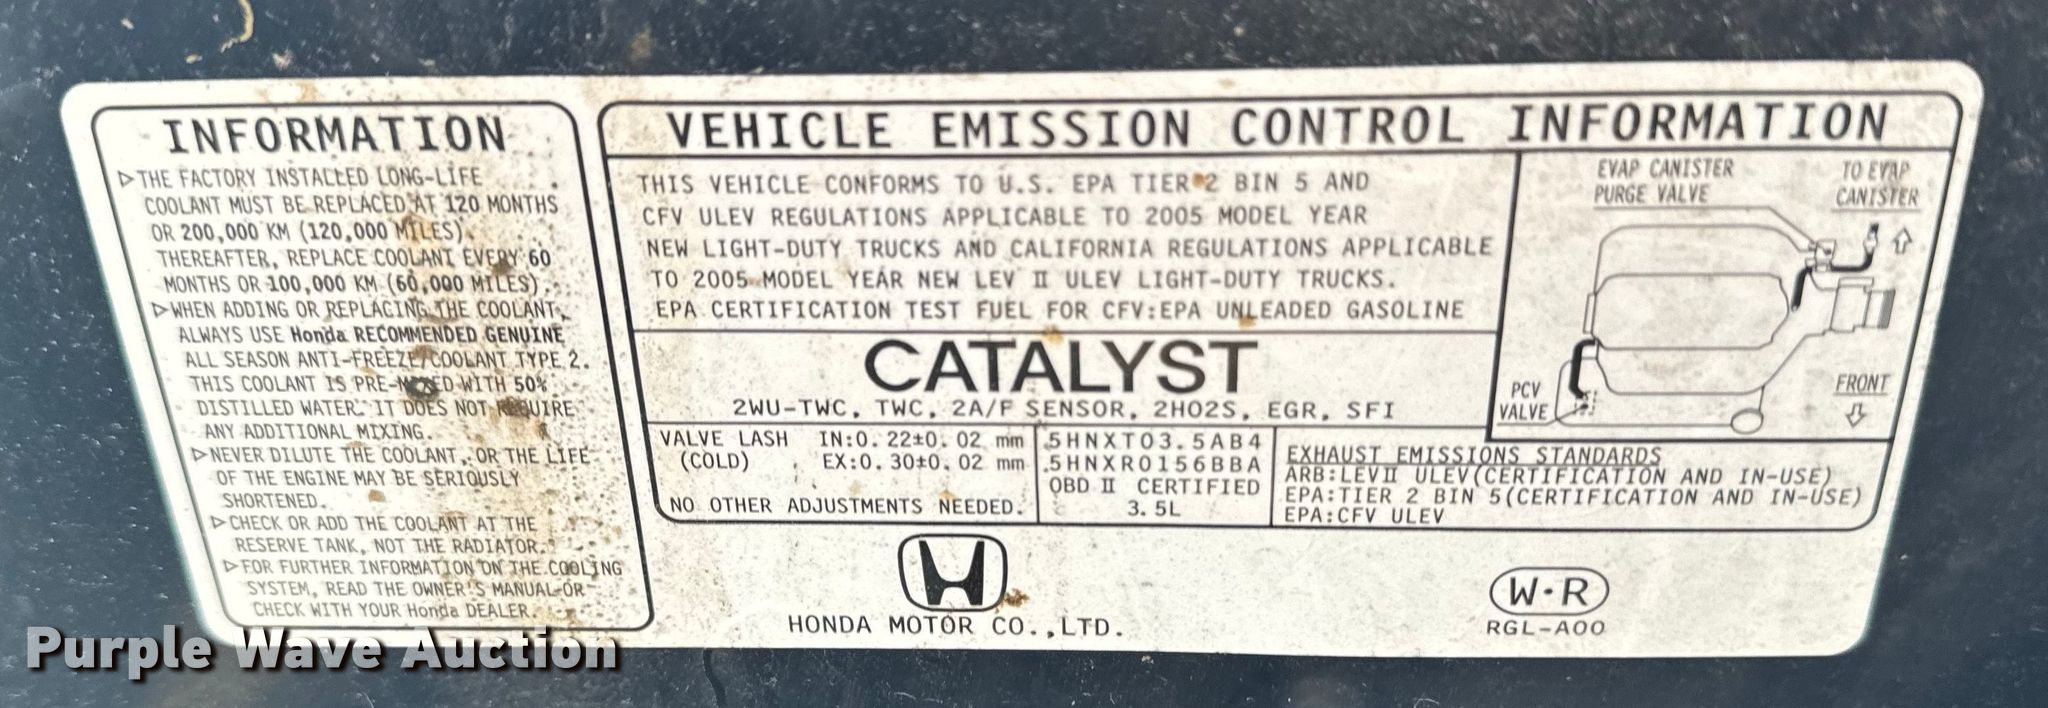 INFORMATION
▷THE FACTORY INSTALLED LONG-LIFE
COOLANT MUST BE REPLACED AT 120 MONTHS
OR 200,000 KM (120,000 MILES).
THEREAFTER, REPLACE COOLANT EVERY 60
MONTHS OR 100,000 KM (60,000 MILES).
▷WHEN ADDING OR REPLACING THE COOLANT,
ALWAYS USE Honda RECOMMENDED GENUINE
ALL SEASON ANTI-FREEZE/COOLANT TYPE 2.
THIS COOLANT IS PRE-MIXED WITH 50%
DISTILLED WATER. IT DOES NOT REQUIRE
ANY ADDITIONAL MIXING.
▷NEVER DILUTE THE COOLANT, OR THE LIFE
OF THE ENGINE MAY BE SERIOUSLY
SHORTENED.
▷CHECK OR ADD THE COOLANT AT THE
RESERVE TANK, NOT THE RADIATOR.
▷FOR FURTHER INFORMATION ON THE COOLING
SYSTEM, READ THE OWNER'S MANUAL OR
CHECK WITH YOUR Honda DEALER.
VEHICLE EMISSION CONTROL INFORMATION
THIS VEHICLE CONFORMS TO U.S. EPA TIER 2 BIN 5 AND
CFV ULEV REGULATIONS APPLICABLE TO 2005 MODEL YEAR
NEW LIGHT-DUTY TRUCKS AND CALIFORNIA REGULATIONS APPLICABLE
TO 2005 MODEL YEAR NEW LEV II ULEV LIGHT-DUTY TRUCKS.
EPA CERTIFICATION TEST FUEL FOR CFV:EPA UNLEADED GASOLINE
EVAP CANISTER
PURGE VALVE
TO EVAP
CANISTER
PCV
VALVE
FRONT
CATALYST
2WU-TWC, TWC, 2A/F SENSOR, 2HO2S, EGR, SFI
VALVE LASH IN:0.22±0.02 mm
(COLD) EX:0.30±0.02 mm
NO OTHER ADJUSTMENTS NEEDED.
5HNXT03.5AB4
5HNXR0156BBA
OBD II CERTIFIED
3.5L
EXHAUST EMISSIONS STANDARDS
ARB:LEVII ULEV(CERTIFICATION AND IN-USE)
EPA:TIER 2 BIN 5(CERTIFICATION AND IN-USE)
EPA:CFV ULEV
HONDA MOTOR CO.,LTD.
W·R
RGL-A00
Purple Wave Auction